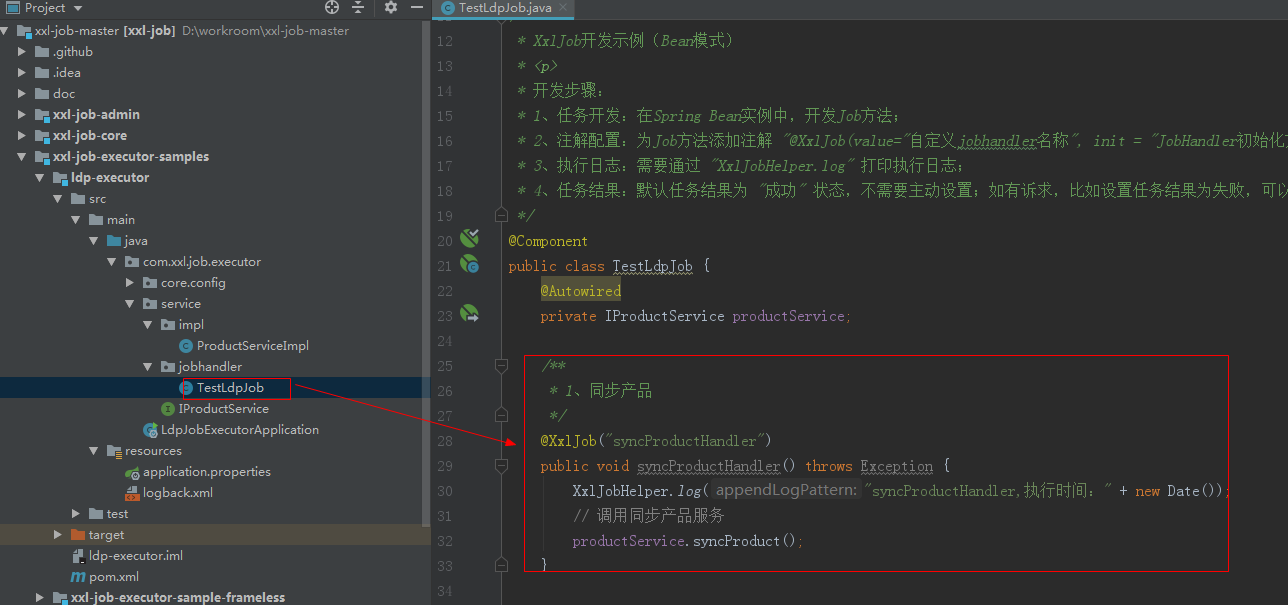 Project
xxl-job-master [xxl-job] D:\workroom\xxl-job-master
.github
.idea
doc
xxl-job-admin
xxl-job-core
xxl-job-executor-samples
ldp-executor
src
main
java
com.xxl.job.executor
core.config
service
impl
ProductServiceImpl
jobhandler
TestLdpJob
IProductService
LdpJobExecutorApplication
resources
application.properties
logback.xml
test
target
ldp-executor.iml
pom.xml
xxl-job-executor-sample-frameless
TestLdpJob.java
12 * XxlJob开发示例（Bean模式）
13 * <p>
14 * 开发步骤：
15 * 1、任务开发：在Spring Bean实例中，开发Job方法；
16 * 2、注解配置：为Job方法添加注解 "@XxlJob(value="自定义jobhandler名称", init = "JobHandler初始化
17 * 3、执行日志：需要通过 "XxlJobHelper.log" 打印执行日志；
18 * 4、任务结果：默认任务结果为 "成功" 状态，不需要主动设置；如有诉求，比如设置任务结果为失败，可以
19 */
20 @Component
21 public class TestLdpJob {
22 @Autowired
23 private IProductService productService;
24
25 /**
26 * 1、同步产品
27 */
28 @XxlJob("syncProductHandler")
29 public void syncProductHandler() throws Exception {
30 XxlJobHelper.log( appendLogPattern: "syncProductHandler,执行时间：" + new Date());
31 // 调用同步产品服务
32 productService.syncProduct();
33 }
34